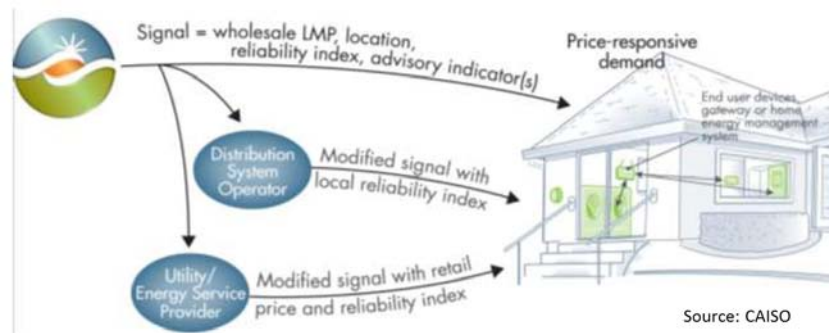 Signal = wholesale LMP, location,
reliability index, advisory indicator(s)
Price-responsive
demand
End user devices,
gateway or home
energy management
system
Distribution
System
Operator
Modified signal with
local reliability index
Utility/
Energy Service
Provider
Modified signal with retail
price and reliability index
Source: CAISO